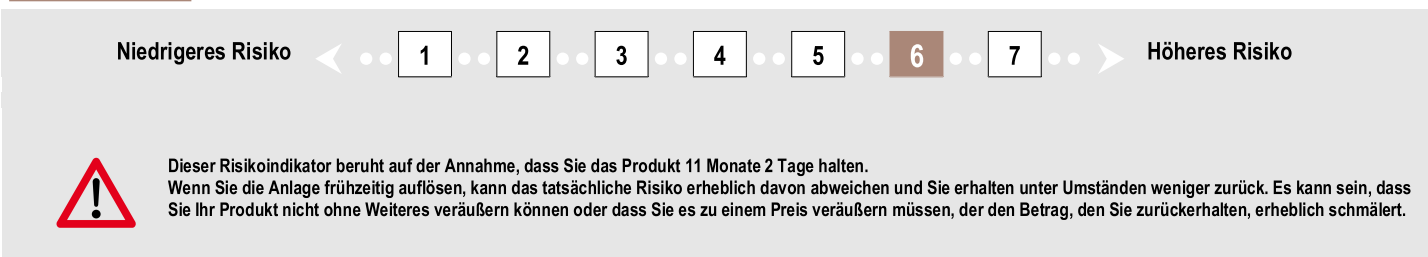 Niedrigeres Risiko 1 2 3 4 5 6 7 Höheres Risiko
Dieser Risikoindikator beruht auf der Annahme, dass Sie das Produkt 11 Monate 2 Tage halten.
Wenn Sie die Anlage frühzeitig auflösen, kann das tatsächliche Risiko erheblich davon abweichen und Sie erhalten unter Umständen weniger zurück. Es kann sein, dass
Sie Ihr Produkt nicht ohne Weiteres veräußern können oder dass Sie es zu einem Preis veräußern müssen, der den Betrag, den Sie zurückerhalten, erheblich schmälert.